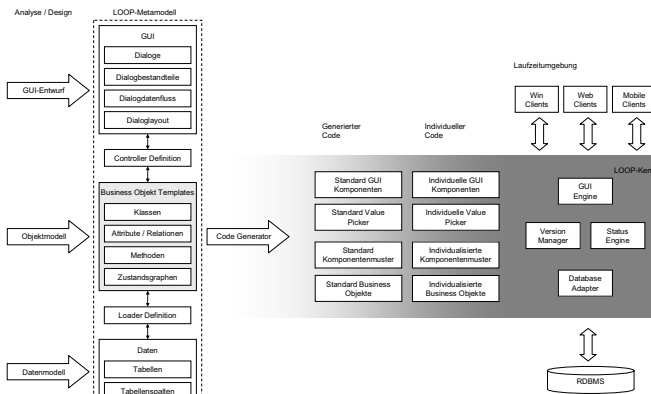 Analyse / Design
LOOP-Metamodell
GUI
Dialoge
Dialogbestandteile
Dialogdatenfluss
Dialoglayout
GUI-Entwurf
Controller Definition
Business Objekt Templates
Klassen
Attribute / Relationen
Methoden
Zustandsgraphen
Objektmodell
Loader Definition
Daten
Tabellen
Tabellenspalten
Datenmodell
Code Generator
Generierter
Code
Individueller
Code
Standard GUI
Komponenten
Individuelle GUI
Komponenten
Standard Value
Picker
Individuelle Value
Picker
Standard
Komponentenmuster
Individualisierte
Komponentenmuster
Standard Business
Objekte
Individualisierte
Business Objekte
Laufzeitumgebung
Win
Clients
Web
Clients
Mobile
Clients
LOOP-Kern
GUI
Engine
Version
Manager
Status
Engine
Database
Adapter
RDBMS